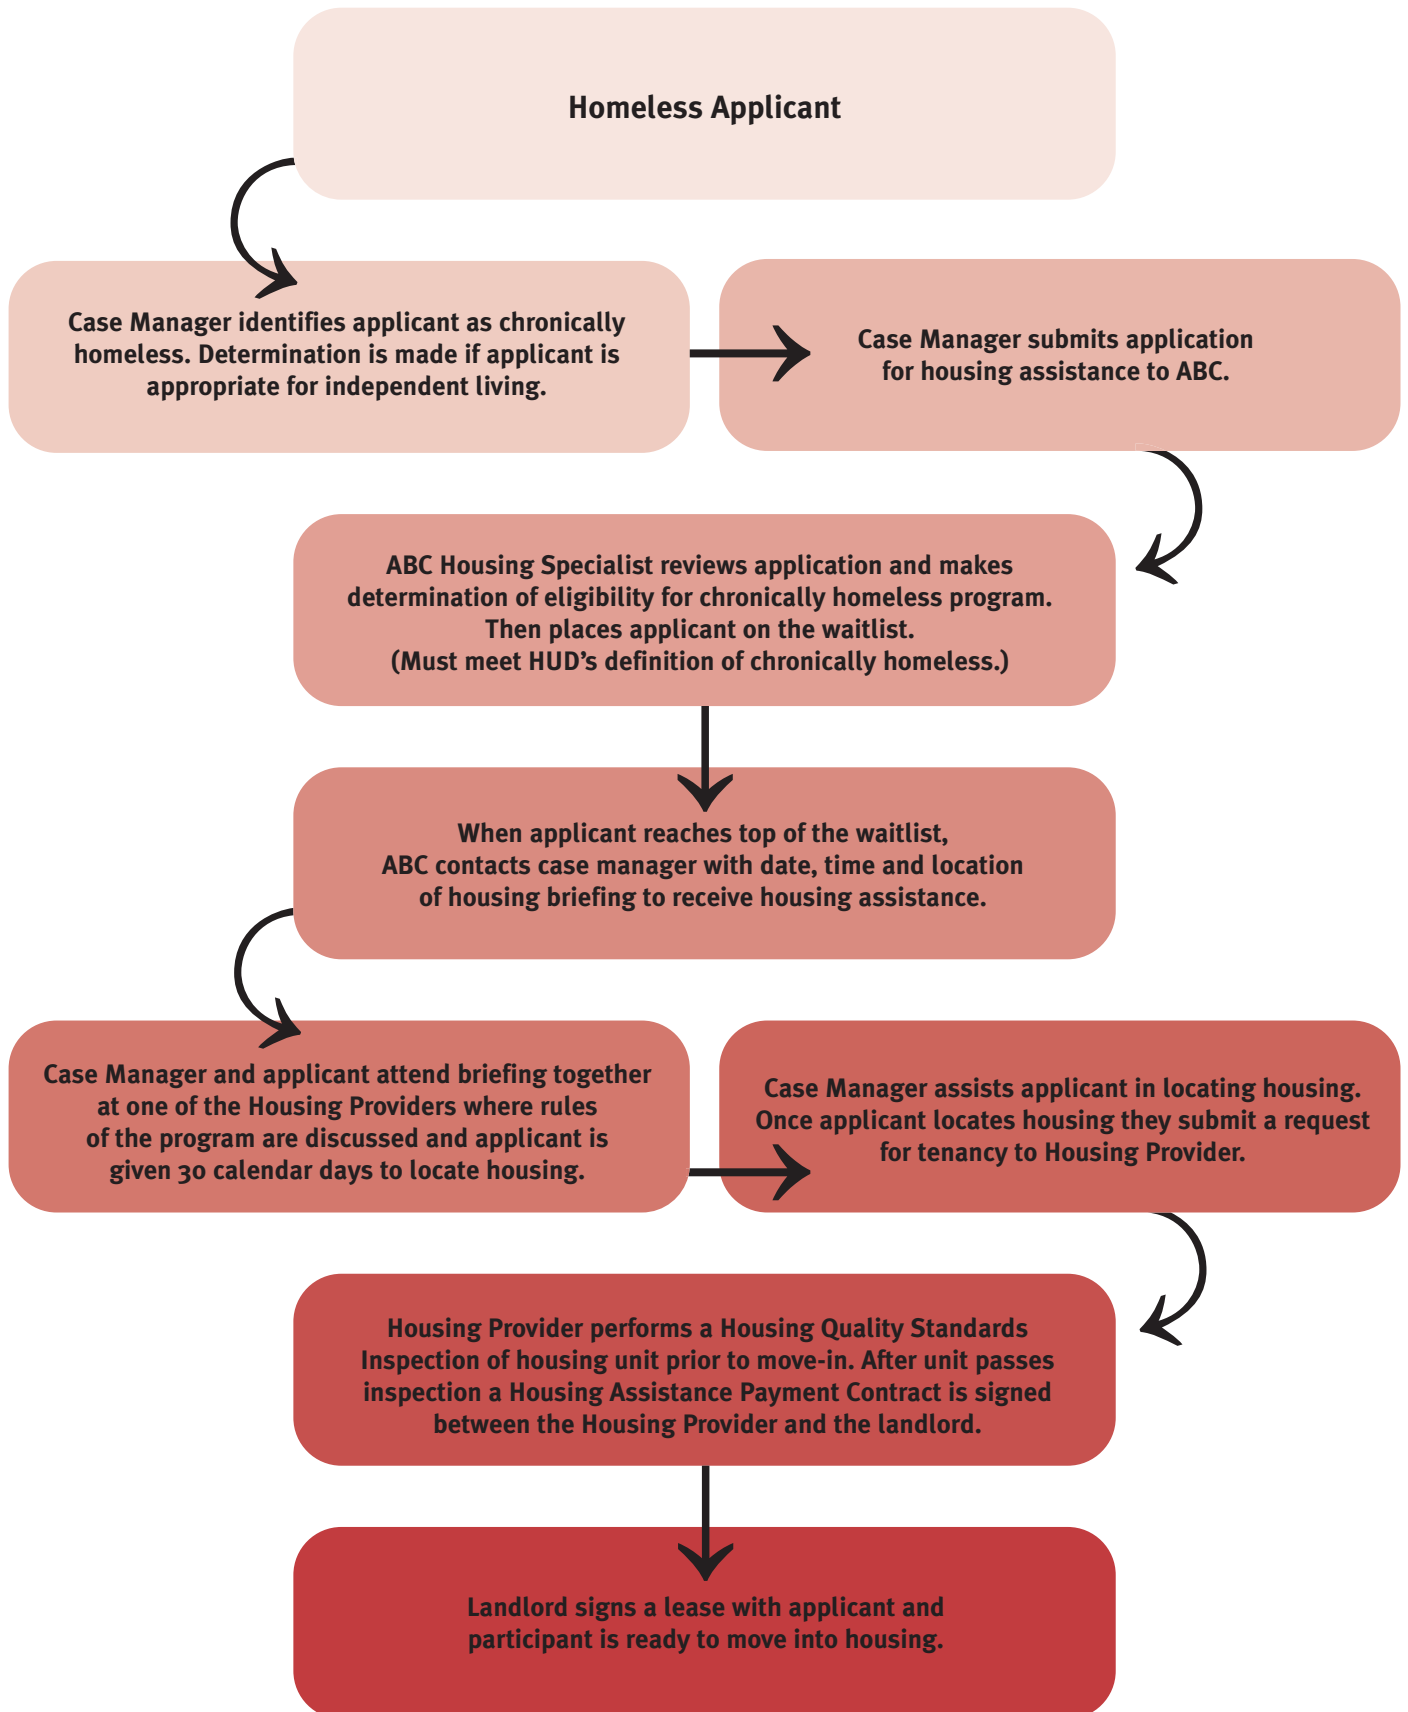 Homeless Applicant
Case Manager identifies applicant as chronically
homeless. Determination is made if applicant is
appropriate for independent living.
Case Manager submits application
for housing assistance to ABC.
ABC Housing Specialist reviews application and makes
determination of eligibility for chronically homeless program.
Then places applicant on the waitlist.
(Must meet HUD’s definition of chronically homeless.)
When applicant reaches top of the waitlist,
ABC contacts case manager with date, time and location
of housing briefing to receive housing assistance.
Case Manager and applicant attend briefing together
at one of the Housing Providers where rules
of the program are discussed and applicant is
given 30 calendar days to locate housing.
Case Manager assists applicant in locating housing.
Once applicant locates housing they submit a request
for tenancy to Housing Provider.
Housing Provider performs a Housing Quality Standards
Inspection of housing unit prior to move-in. After unit passes
inspection a Housing Assistance Payment Contract is signed
between the Housing Provider and the landlord.
Landlord signs a lease with applicant and
participant is ready to move into housing.